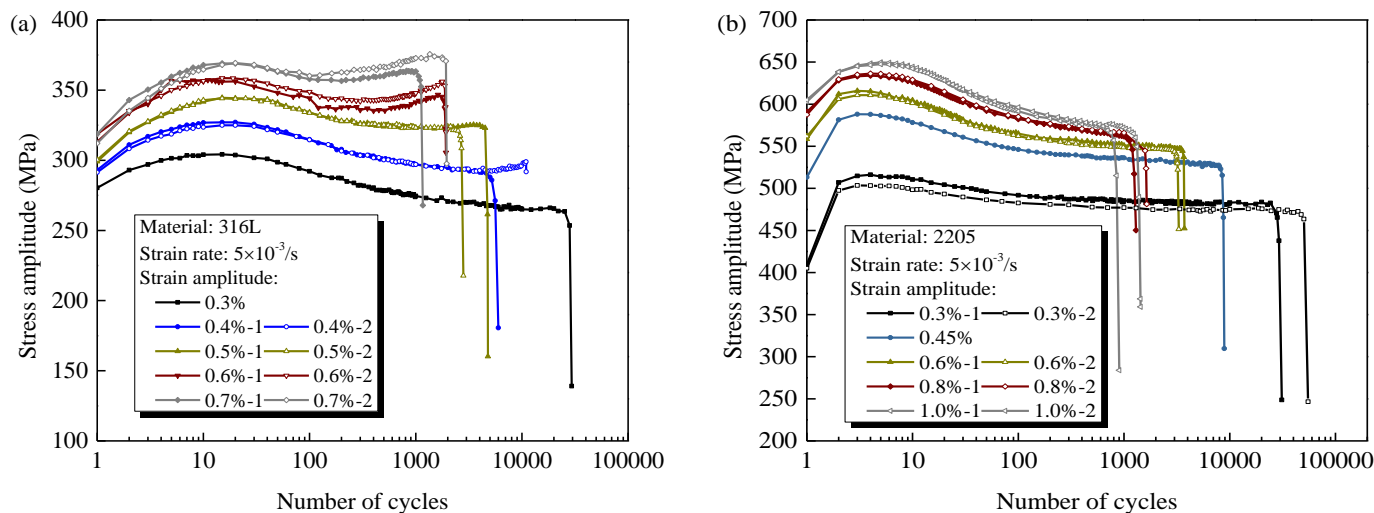 (a)
400
350
300
250
200
150
100
Stress amplitude (MPa)
Material: 316L
Strain rate: 5×10⁻³/s
Strain amplitude:
0.3%
0.4%-1 0.4%-2
0.5%-1 0.5%-2
0.6%-1 0.6%-2
0.7%-1 0.7%-2
1 10 100 1000 10000 100000
Number of cycles
(b)
700
650
600
550
500
450
400
350
300
250
200
Stress amplitude (MPa)
Material: 2205
Strain rate: 5×10⁻³/s
Strain amplitude:
0.3%-1 0.3%-2
0.45%
0.6%-1 0.6%-2
0.8%-1 0.8%-2
1.0%-1 1.0%-2
1 10 100 1000 10000 100000
Number of cycles